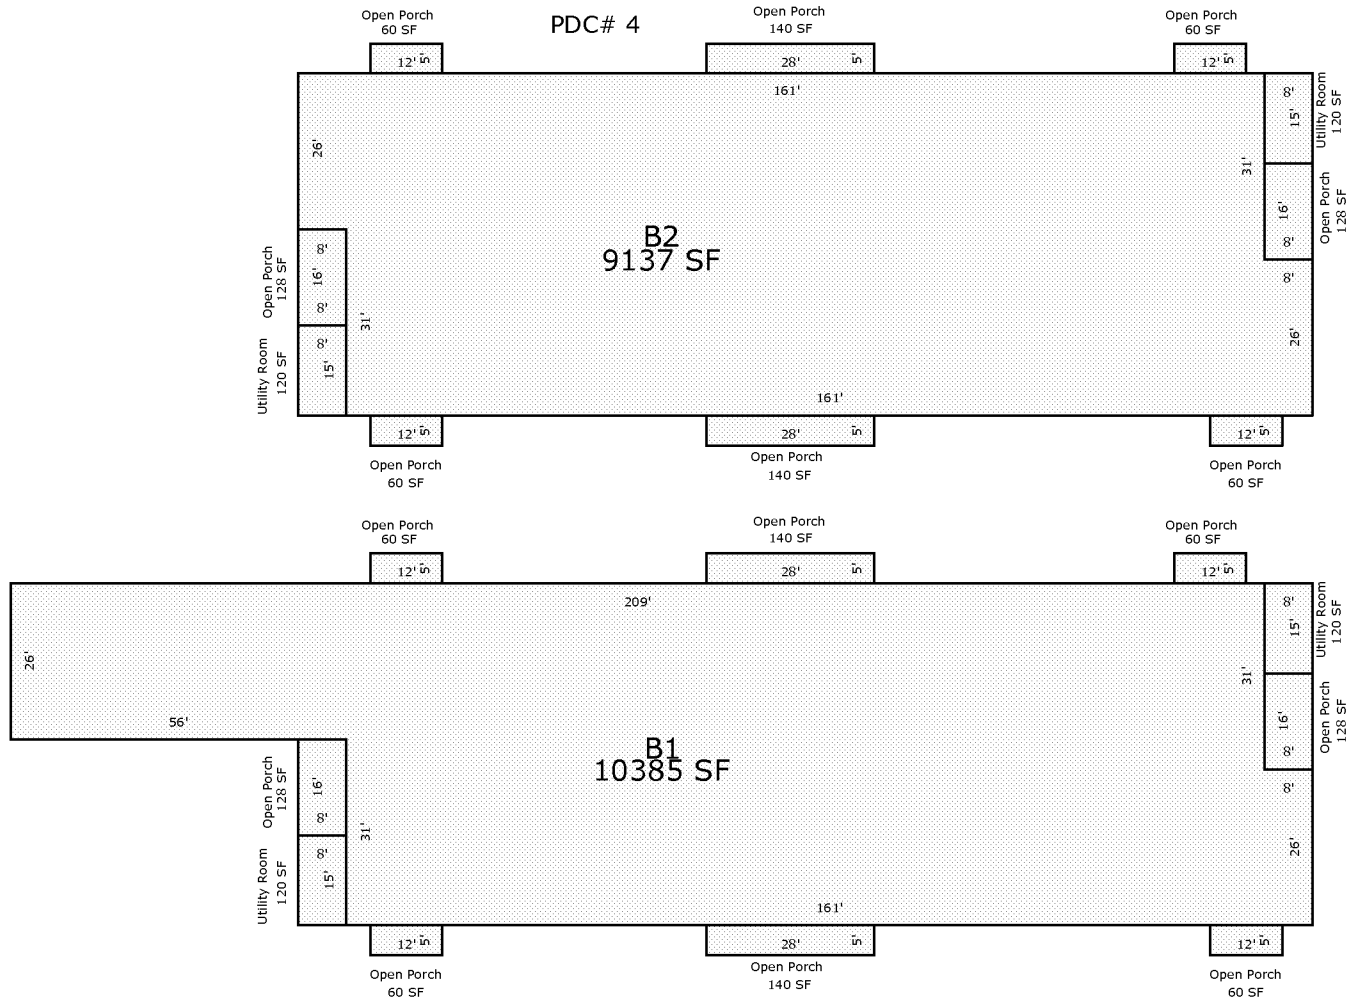 PDC# 4
Open Porch
60 SF
12' 5'
Open Porch
140 SF
28' 5'
Open Porch
60 SF
12' 5'
161'
26'
8'
15'
Utility Room
120 SF
31'
16'
8'
Open Porch
128 SF
B2
9137 SF
8'
16'
8'
Open Porch
128 SF
8'
26'
31'
8'
15'
Utility Room
120 SF
161'
12' 5'
Open Porch
60 SF
28' 5'
Open Porch
140 SF
12' 5'
Open Porch
60 SF
Open Porch
60 SF
12' 5'
Open Porch
140 SF
28' 5'
Open Porch
60 SF
12' 5'
209'
26'
56'
8'
15'
Utility Room
120 SF
31'
16'
8'
Open Porch
128 SF
B1
10385 SF
16'
8'
Open Porch
128 SF
8'
26'
31'
8'
15'
Utility Room
120 SF
161'
12' 5'
Open Porch
60 SF
28' 5'
Open Porch
140 SF
12' 5'
Open Porch
60 SF